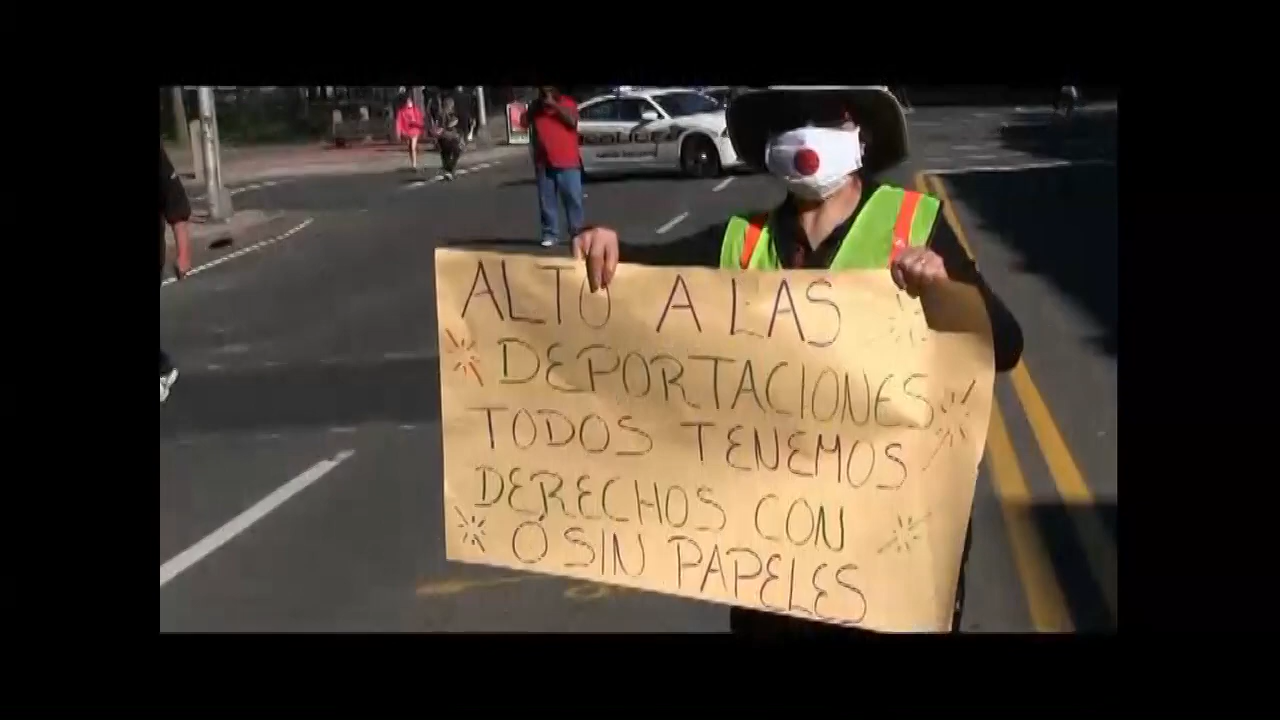 ALTO A LAS
DEPORTACIONES
TODOS TENEMOS
DERECHOS CON
Ó SIN PAPELES